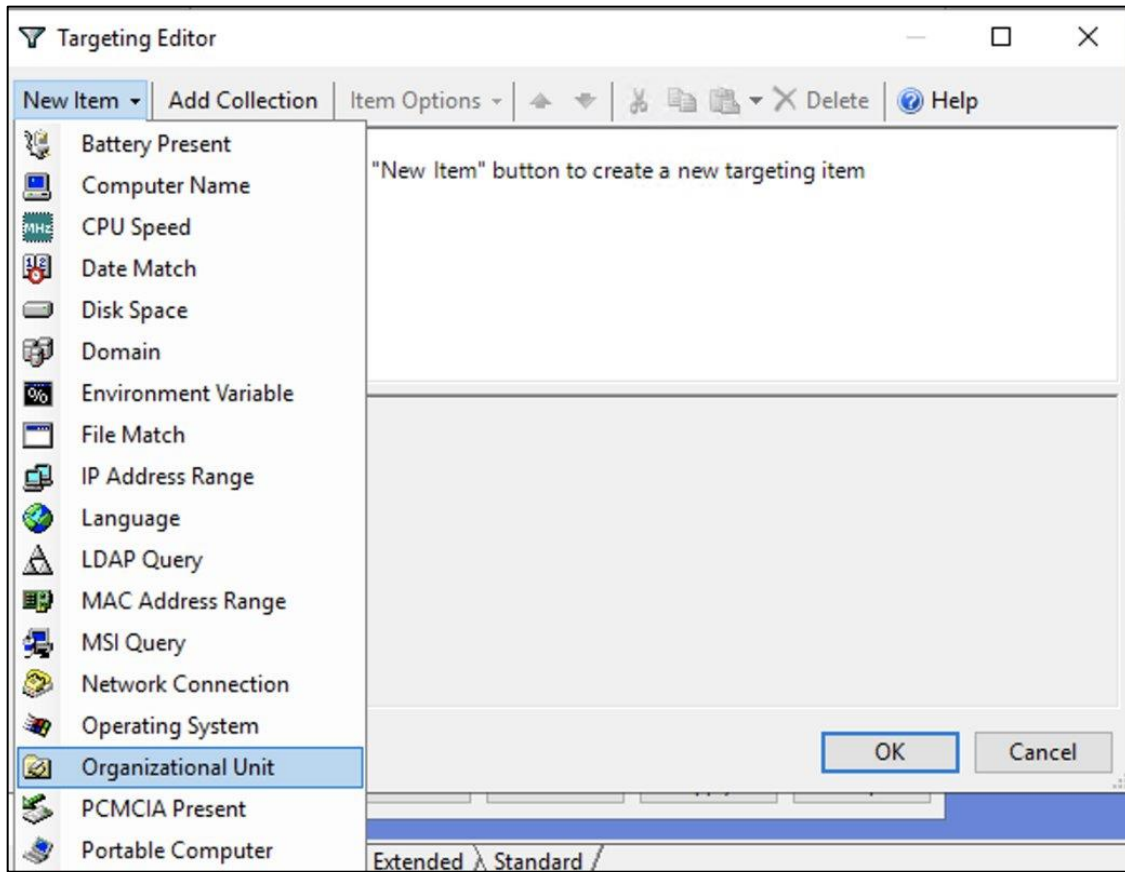 Targeting Editor
New Item Add Collection Item Options Delete Help
Battery Present
"New Item" button to create a new targeting item
Computer Name
MHz CPU Speed
Date Match
Disk Space
Domain
% Environment Variable
File Match
IP Address Range
Language
LDAP Query
MAC Address Range
MSI Query
Network Connection
Operating System
OK Cancel
Organizational Unit
PCMCIA Present
Portable Computer
Extended Standard